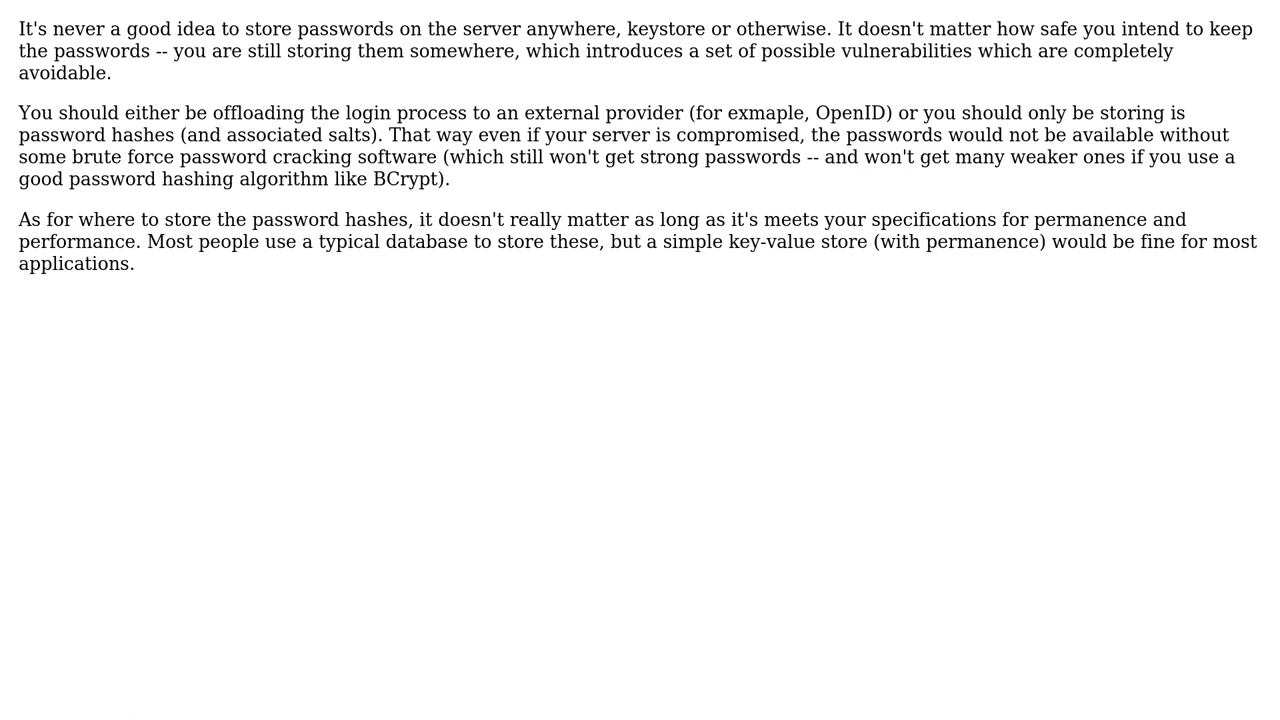 It's never a good idea to store passwords on the server anywhere, keystore or otherwise. It doesn't matter how safe you intend to keep
the passwords -- you are still storing them somewhere, which introduces a set of possible vulnerabilities which are completely
avoidable.
You should either be offloading the login process to an external provider (for exmaple, OpenID) or you should only be storing is
password hashes (and associated salts). That way even if your server is compromised, the passwords would not be available without
some brute force password cracking software (which still won't get strong passwords -- and won't get many weaker ones if you use a
good password hashing algorithm like BCrypt).
As for where to store the password hashes, it doesn't really matter as long as it's meets your specifications for permanence and
performance. Most people use a typical database to store these, but a simple key-value store (with permanence) would be fine for most
applications.